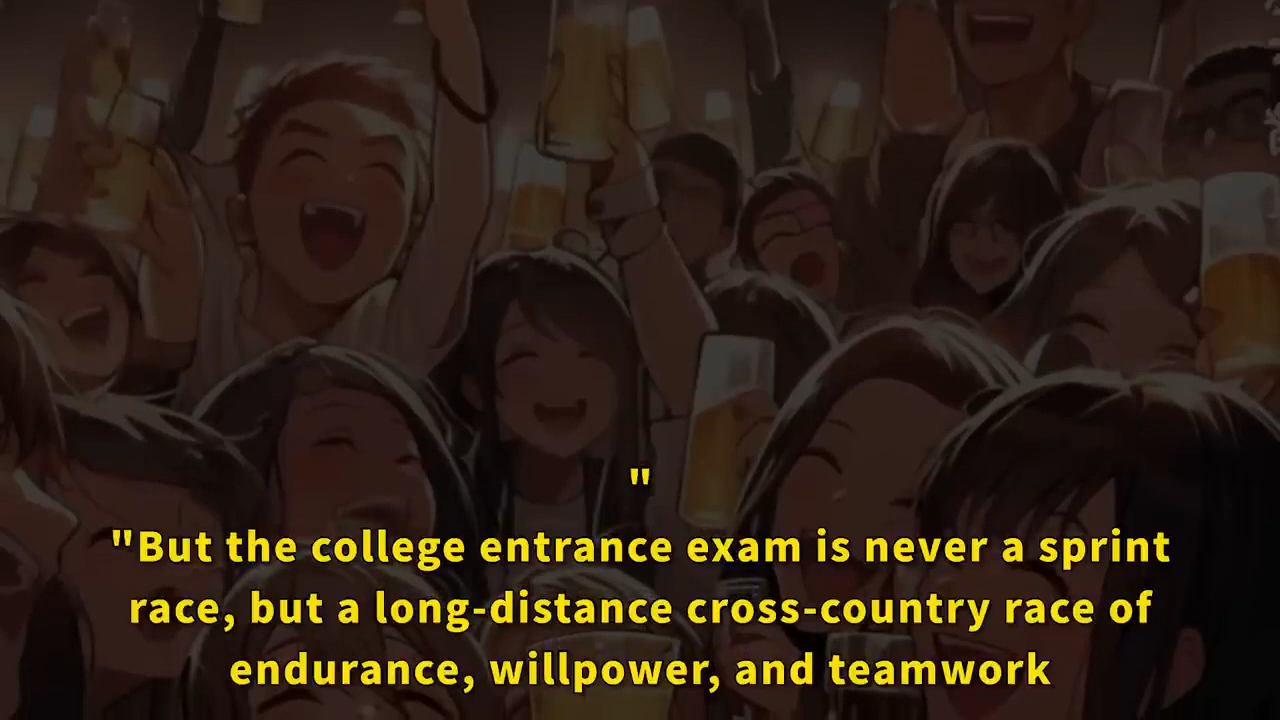 "
"But the college entrance exam is never a sprint
race, but a long-distance cross-country race of
endurance, willpower, and teamwork